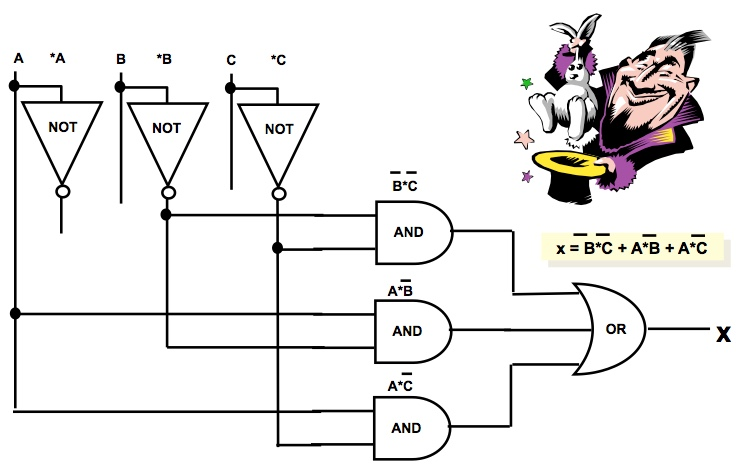 A *A B *B C *C
NOT NOT NOT
B̅*C̅
AND
x = B̅*C̅ + A*B̅ + A*C̅
A*B̅
AND
OR
X
A*C̅
AND